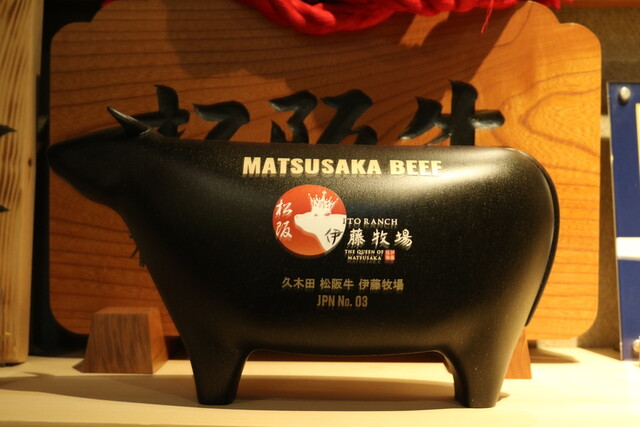 松阪牛
MATSUSAKA BEEF
松阪
ITO RANCH
伊藤牧場
THE QUEEN OF
MATSUSAKA
久木田 松阪牛 伊藤牧場
JPN No. 03